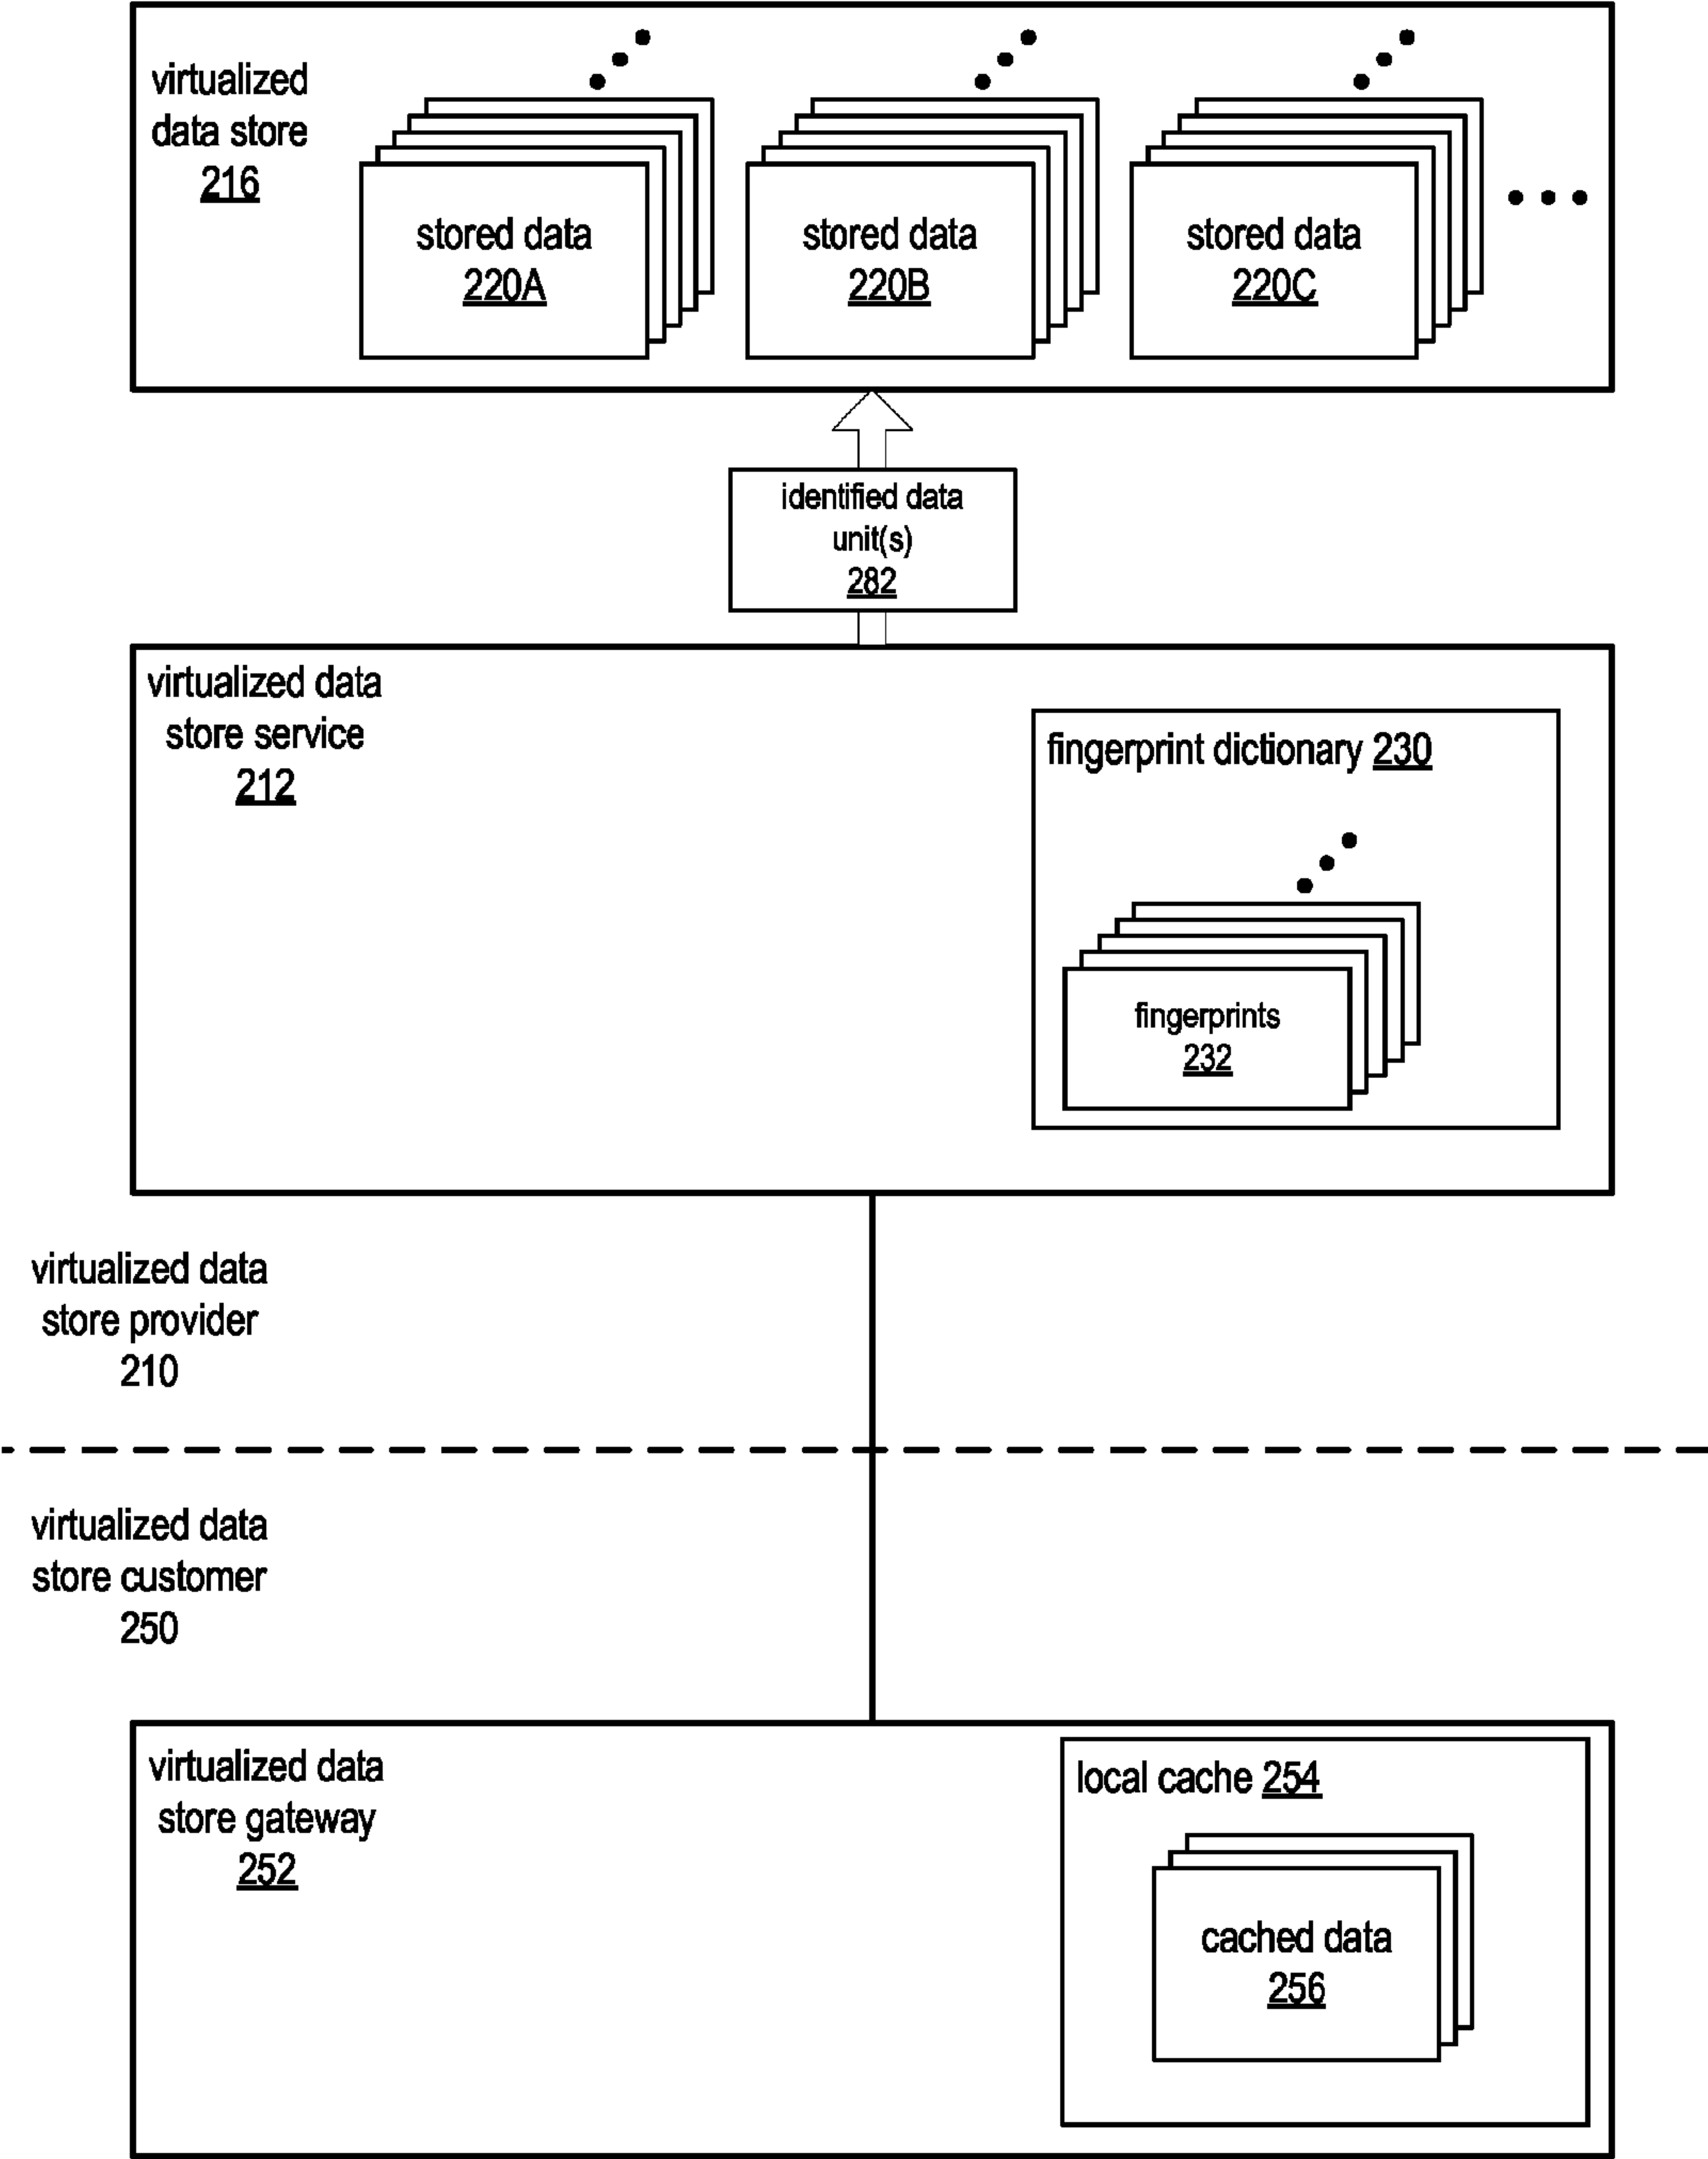 virtualized
data store
216
stored data
220A
stored data
220B
stored data
220C
identified data
unit(s)
282
virtualized data
store service
212
fingerprint dictionary 230
fingerprints
232
virtualized data
store provider
210
virtualized data
store customer
250
virtualized data
store gateway
252
local cache 254
cached data
256